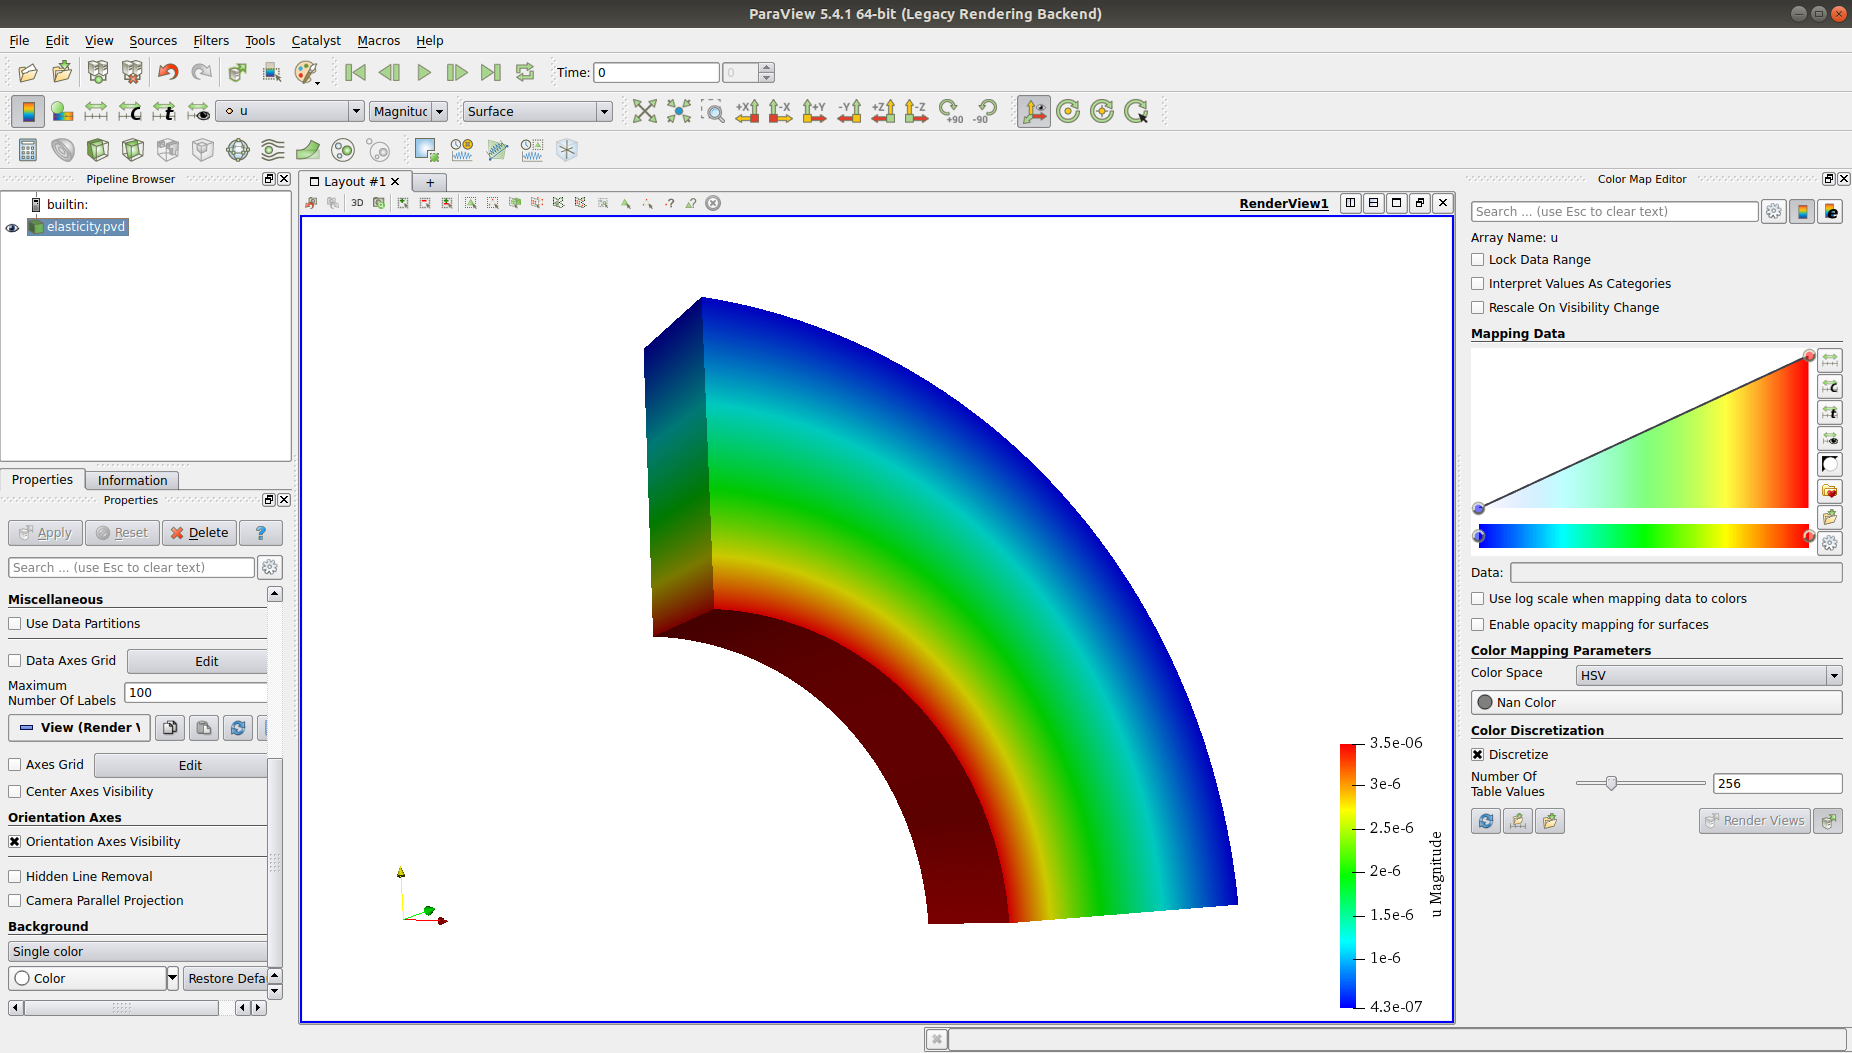 ParaView 5.4.1 64-bit (Legacy Rendering Backend)
File Edit View Sources Filters Tools Catalyst Macros Help
Time: 0 0
u Magnituc Surface +X -X +Y -Y +Z -Z +90 -90
Pipeline Browser
builtin:
elasticity.pvd
Properties Information
Properties
Apply Reset Delete ?
Search ... (use Esc to clear text)
Miscellaneous
Use Data Partitions
Data Axes Grid Edit
Maximum
Number Of Labels 100
View (Render V
Axes Grid Edit
Center Axes Visibility
Orientation Axes
Orientation Axes Visibility
Hidden Line Removal
Camera Parallel Projection
Background
Single color
Color Restore Defa
Layout #1 +
3D RenderView1
3.5e-06
3e-6
2.5e-6
2e-6
1.5e-6
1e-6
4.3e-07
u Magnitude
Color Map Editor
Search ... (use Esc to clear text)
Array Name: u
Lock Data Range
Interpret Values As Categories
Rescale On Visibility Change
Mapping Data
Data:
Use log scale when mapping data to colors
Enable opacity mapping for surfaces
Color Mapping Parameters
Color Space HSV
Nan Color
Color Discretization
Discretize
Number Of
Table Values 256
Render Views